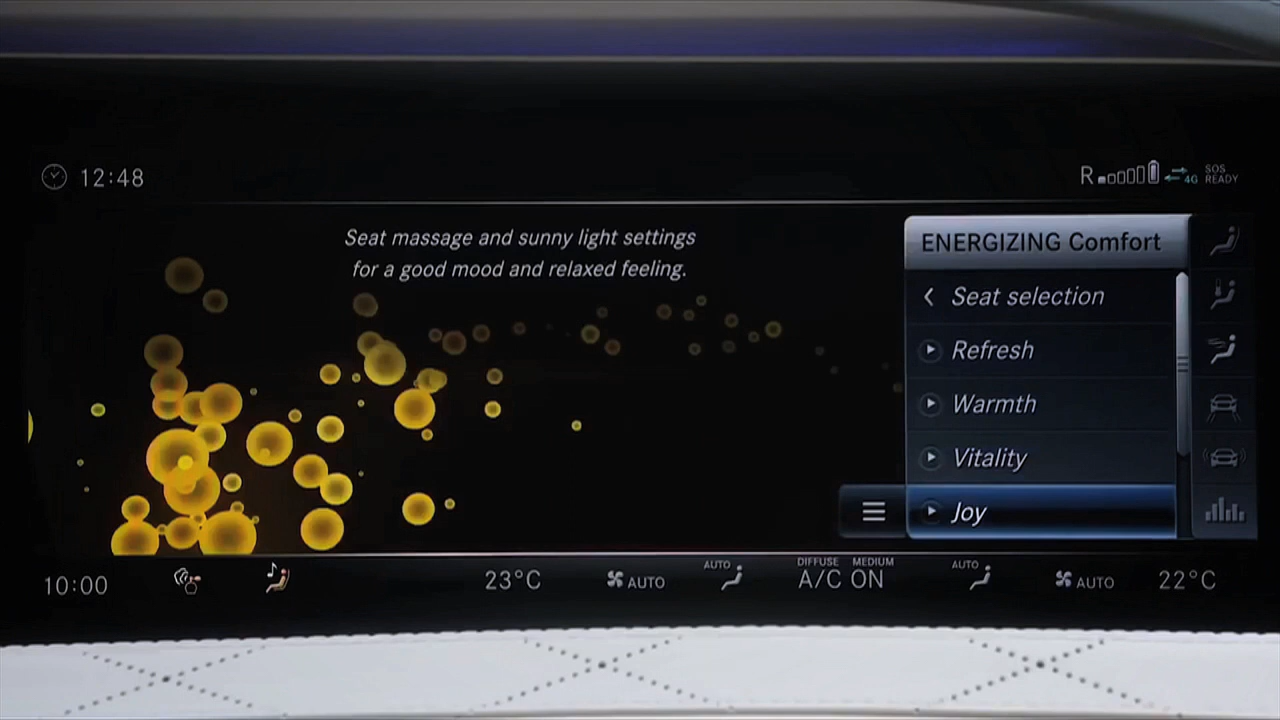 12:48
R
4G
SOS
READY
Seat massage and sunny light settings
for a good mood and relaxed feeling.
ENERGIZING Comfort
Seat selection
Refresh
Warmth
Vitality
Joy
10:00
23°C
AUTO
AUTO
DIFFUSE MEDIUM
A/C ON
AUTO
AUTO
22°C